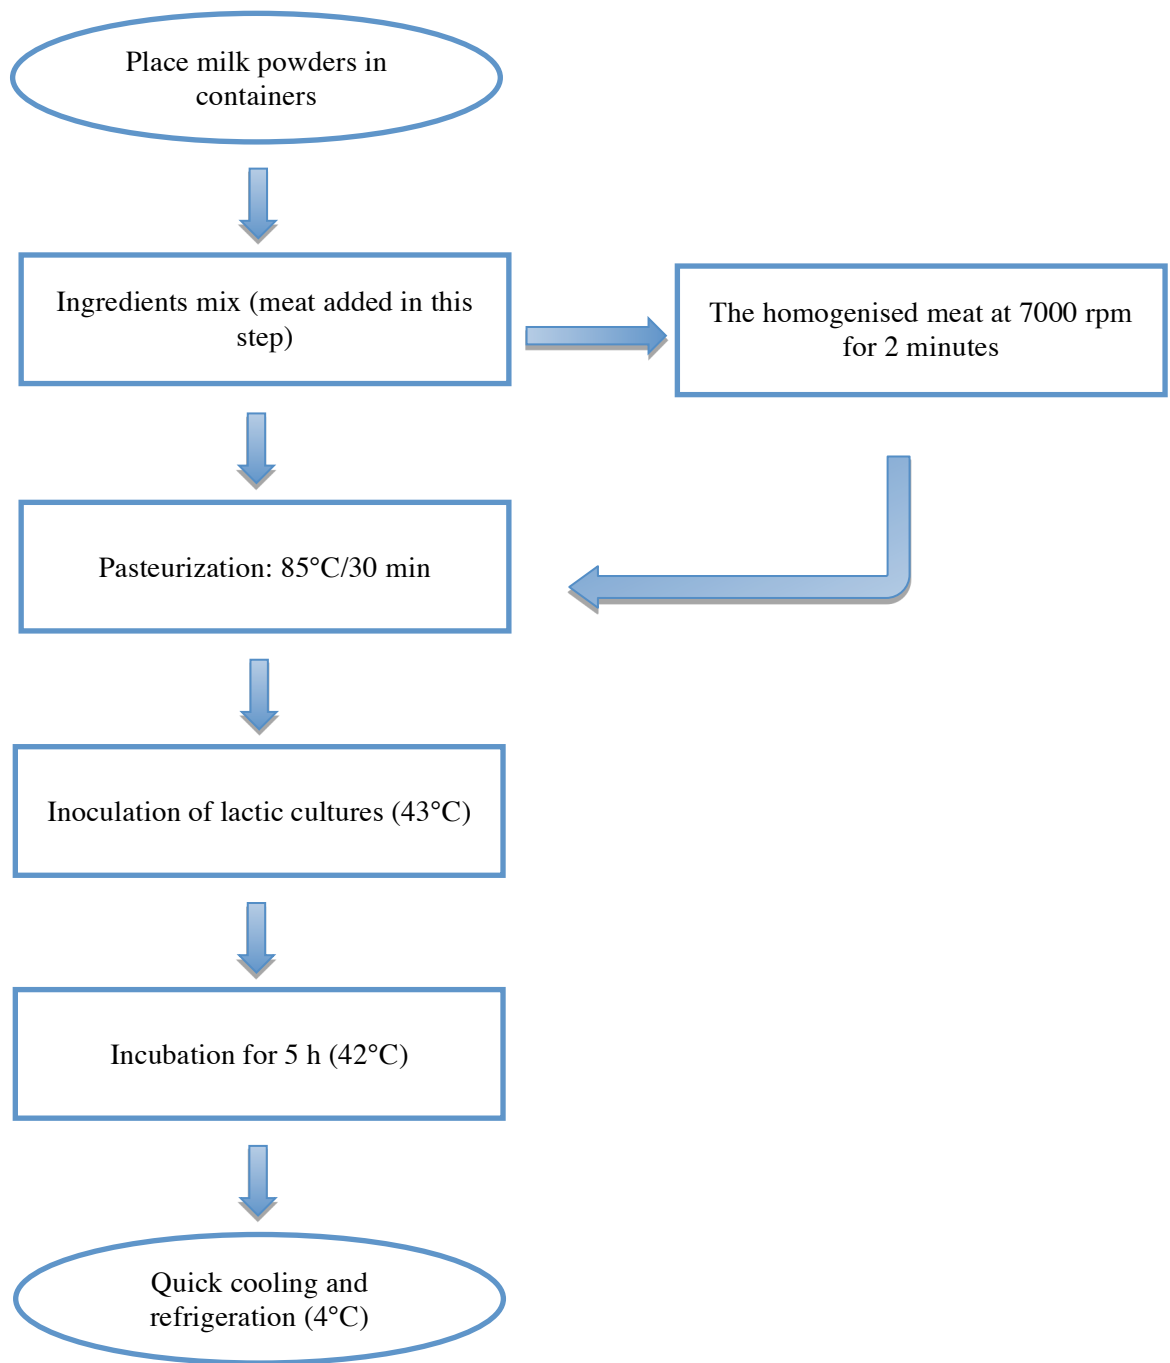 Place milk powders in
containers
Ingredients mix (meat added in this
step)
The homogenised meat at 7000 rpm
for 2 minutes
Pasteurization: 85°C/30 min
Inoculation of lactic cultures (43°C)
Incubation for 5 h (42°C)
Quick cooling and
refrigeration (4°C)